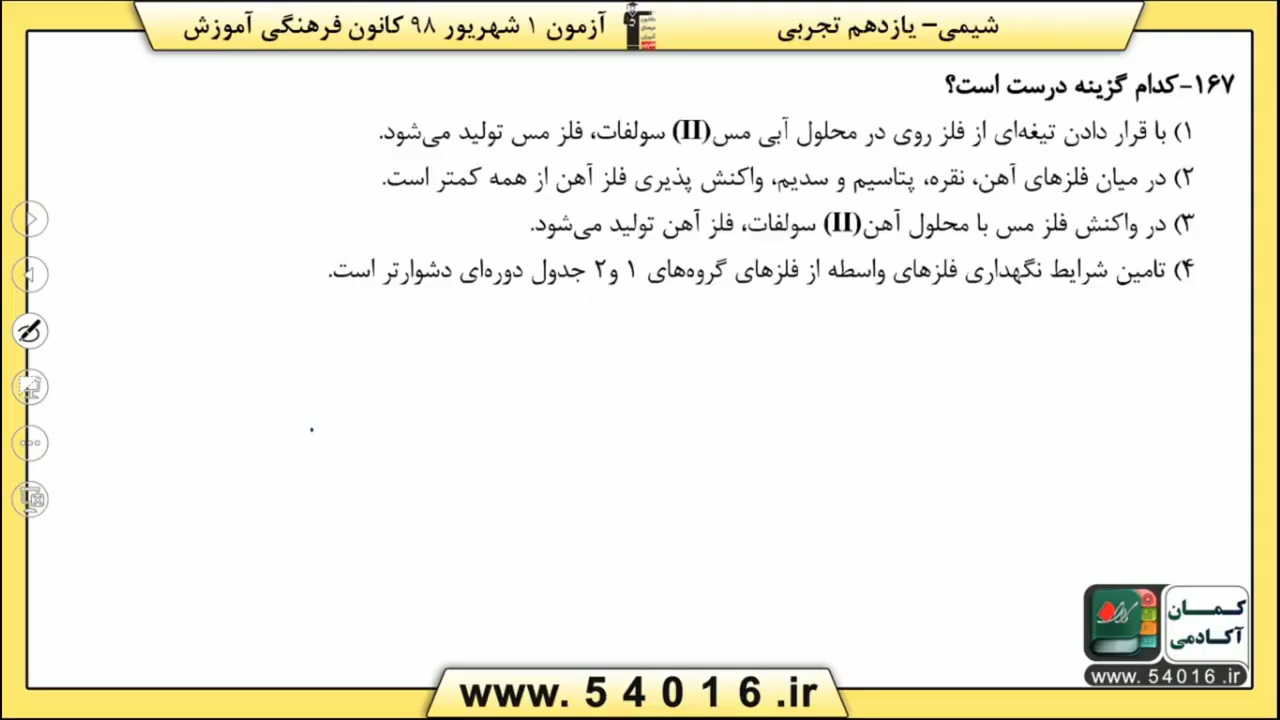 شیمی– یازدهم تجربی
آزمون ۱ شهریور ۹۸ کانون فرهنگی آموزش
۱۶۷-کدام گزینه درست است؟
۱) با قرار دادن تیغه‌ای از فلز روی در محلول آبی مس(II) سولفات، فلز مس تولید می‌شود.
۲) در میان فلزهای آهن، نقره، پتاسیم و سدیم، واکنش پذیری فلز آهن از همه کمتر است.
۳) در واکنش فلز مس با محلول آهن(II) سولفات، فلز آهن تولید می‌شود.
۴) تامین شرایط نگهداری فلزهای واسطه از فلزهای گروه‌های ۱ و۲ جدول دوره‌ای دشوارتر است.
کمان
آکادمی
www. 54016 .ir
www. 5 4 0 1 6 .ir